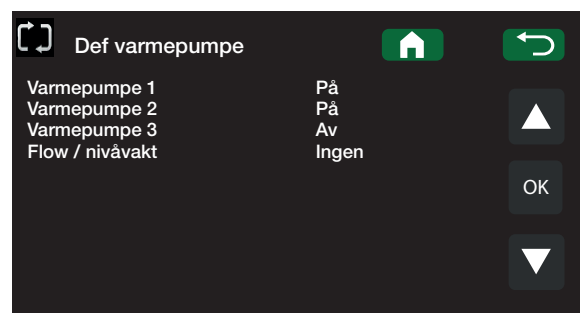 Def varmepumpe
Varmepumpe 1 På
Varmepumpe 2 På
Varmepumpe 3 Av
Flow / nivåvakt Ingen
OK